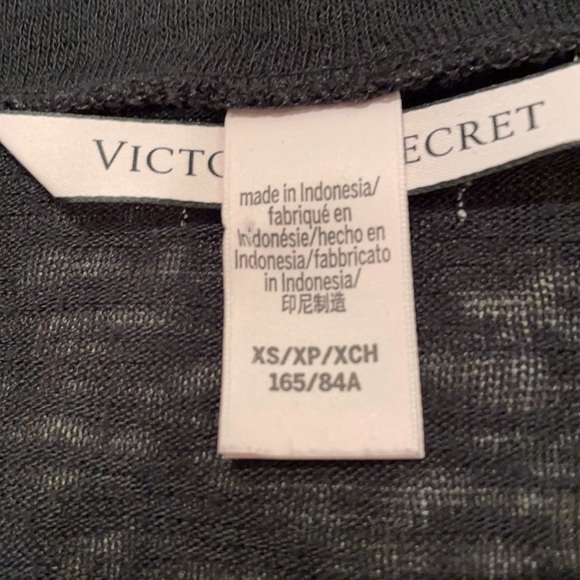 VICTO ECRET
made in Indonesia/
fabriqué en
Indonésie/hecho en
Indonesia/fabbricato
in Indonesia/
印尼制造
XS/XP/XCH
165/84A